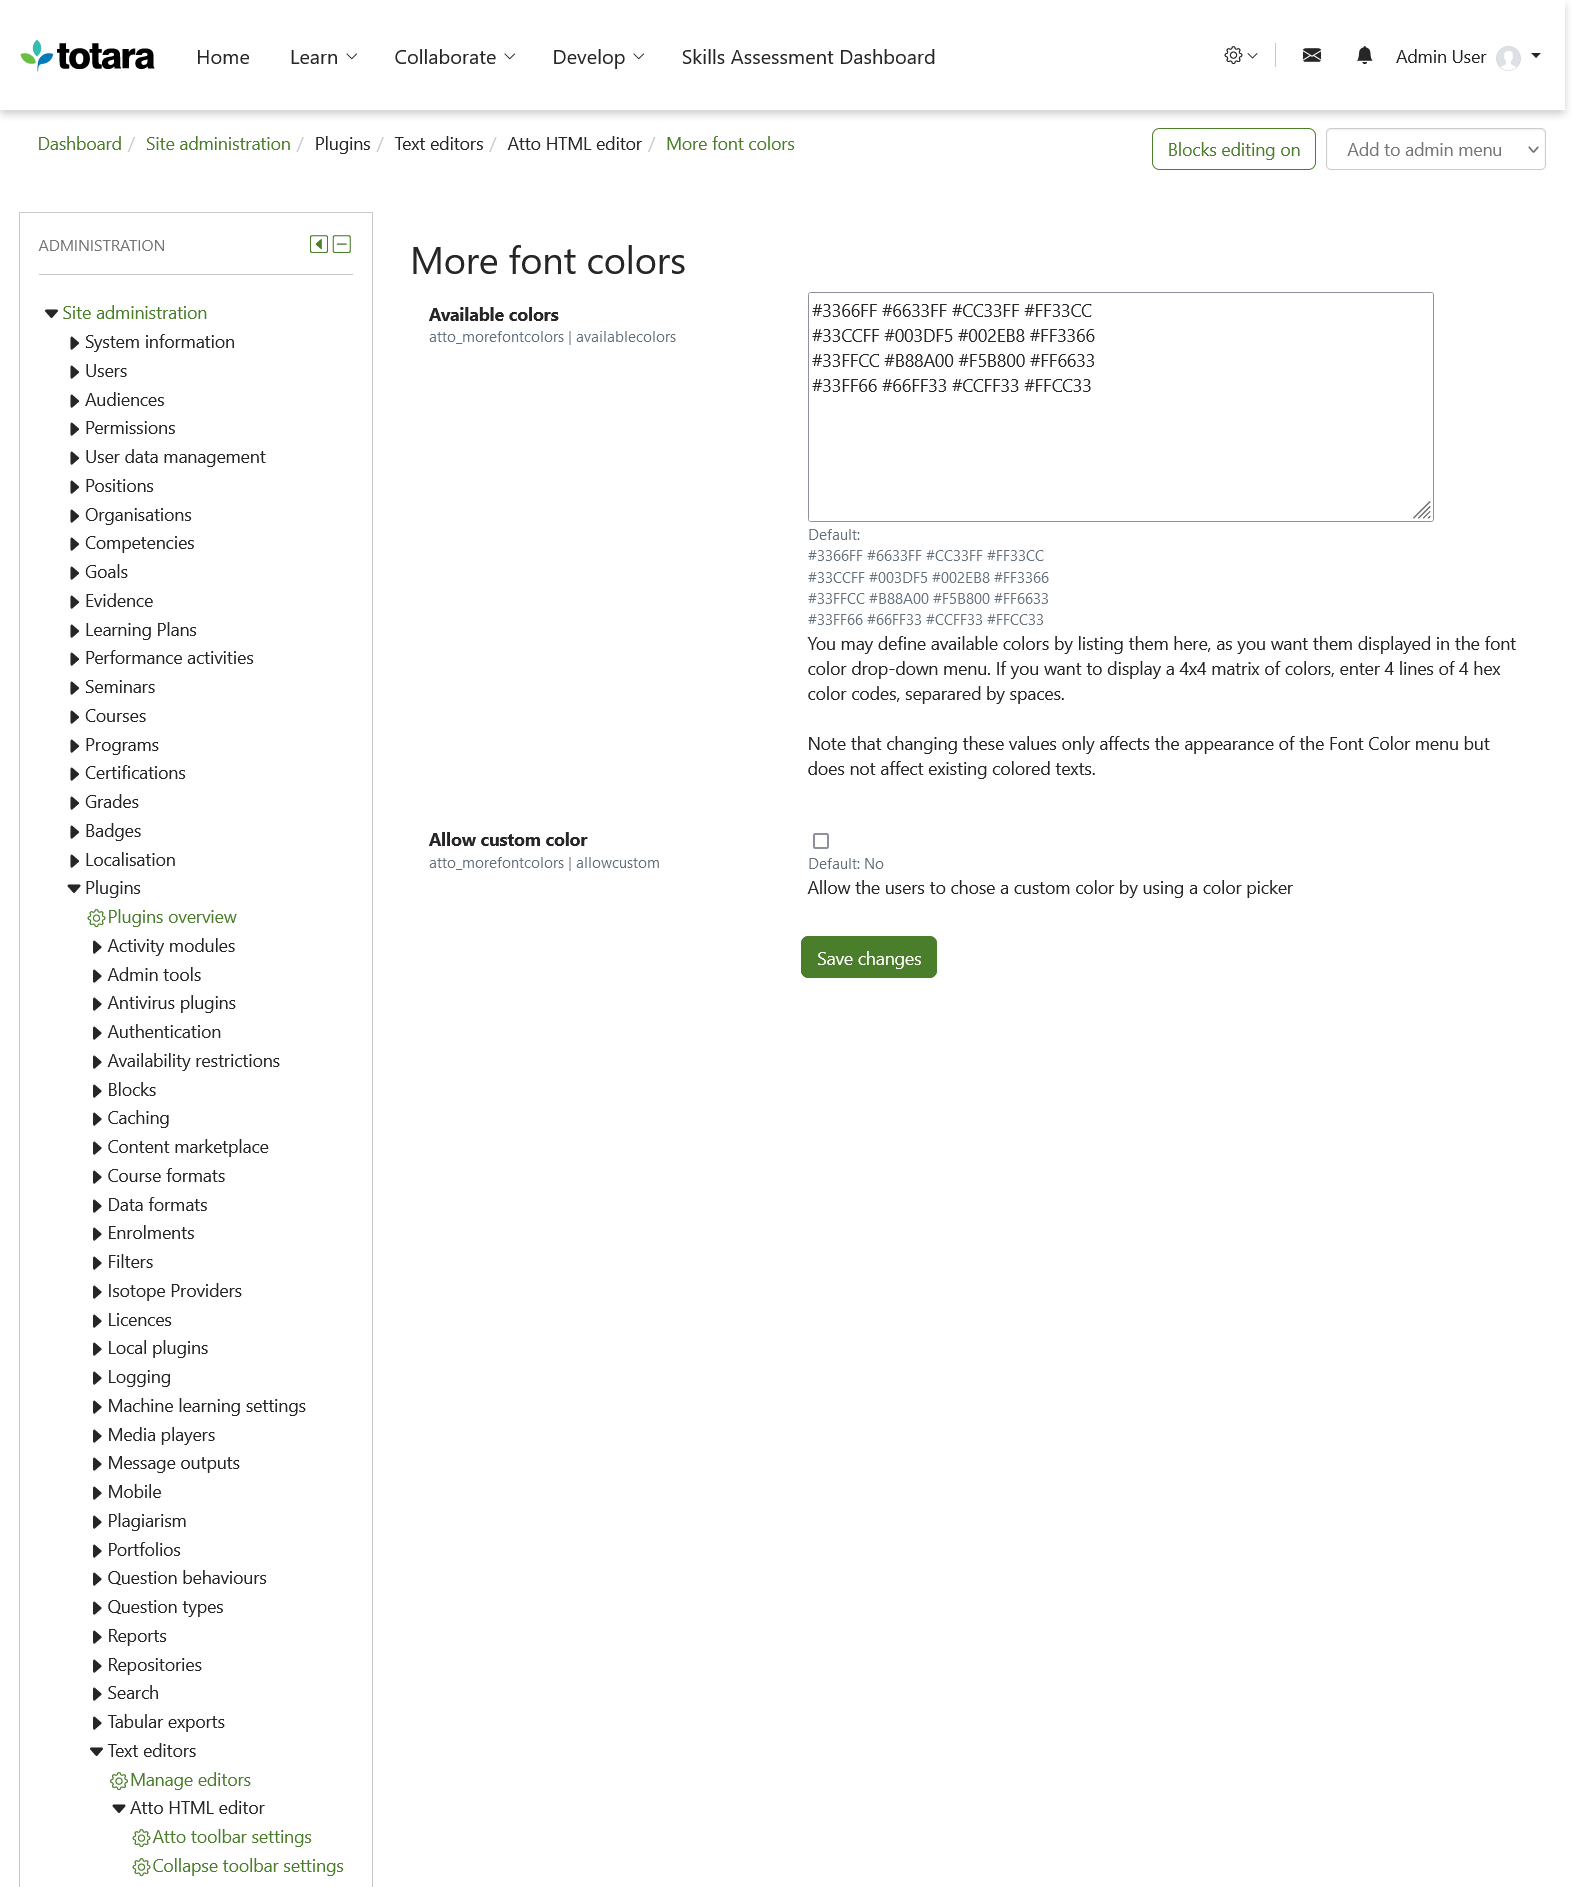 totara
Home
Learn
Collaborate
Develop
Skills Assessment Dashboard
Admin User
Dashboard / Site administration / Plugins / Text editors / Atto HTML editor / More font colors
Blocks editing on
Add to admin menu
ADMINISTRATION
Site administration
System information
Users
Audiences
Permissions
User data management
Positions
Organisations
Competencies
Goals
Evidence
Learning Plans
Performance activities
Seminars
Courses
Programs
Certifications
Grades
Badges
Localisation
Plugins
Plugins overview
Activity modules
Admin tools
Antivirus plugins
Authentication
Availability restrictions
Blocks
Caching
Content marketplace
Course formats
Data formats
Enrolments
Filters
Isotope Providers
Licences
Local plugins
Logging
Machine learning settings
Media players
Message outputs
Mobile
Plagiarism
Portfolios
Question behaviours
Question types
Reports
Repositories
Search
Tabular exports
Text editors
Manage editors
Atto HTML editor
Atto toolbar settings
Collapse toolbar settings
More font colors
Available colors
atto_morefontcolors | availablecolors
#3366FF #6633FF #CC33FF #FF33CC
#33CCFF #003DF5 #002EB8 #FF3366
#33FFCC #B88A00 #F5B800 #FF6633
#33FF66 #66FF33 #CCFF33 #FFCC33
Default:
#3366FF #6633FF #CC33FF #FF33CC
#33CCFF #003DF5 #002EB8 #FF3366
#33FFCC #B88A00 #F5B800 #FF6633
#33FF66 #66FF33 #CCFF33 #FFCC33
You may define available colors by listing them here, as you want them displayed in the font
color drop-down menu. If you want to display a 4x4 matrix of colors, enter 4 lines of 4 hex
color codes, separared by spaces.
Note that changing these values only affects the appearance of the Font Color menu but
does not affect existing colored texts.
Allow custom color
atto_morefontcolors | allowcustom
Default: No
Allow the users to chose a custom color by using a color picker
Save changes